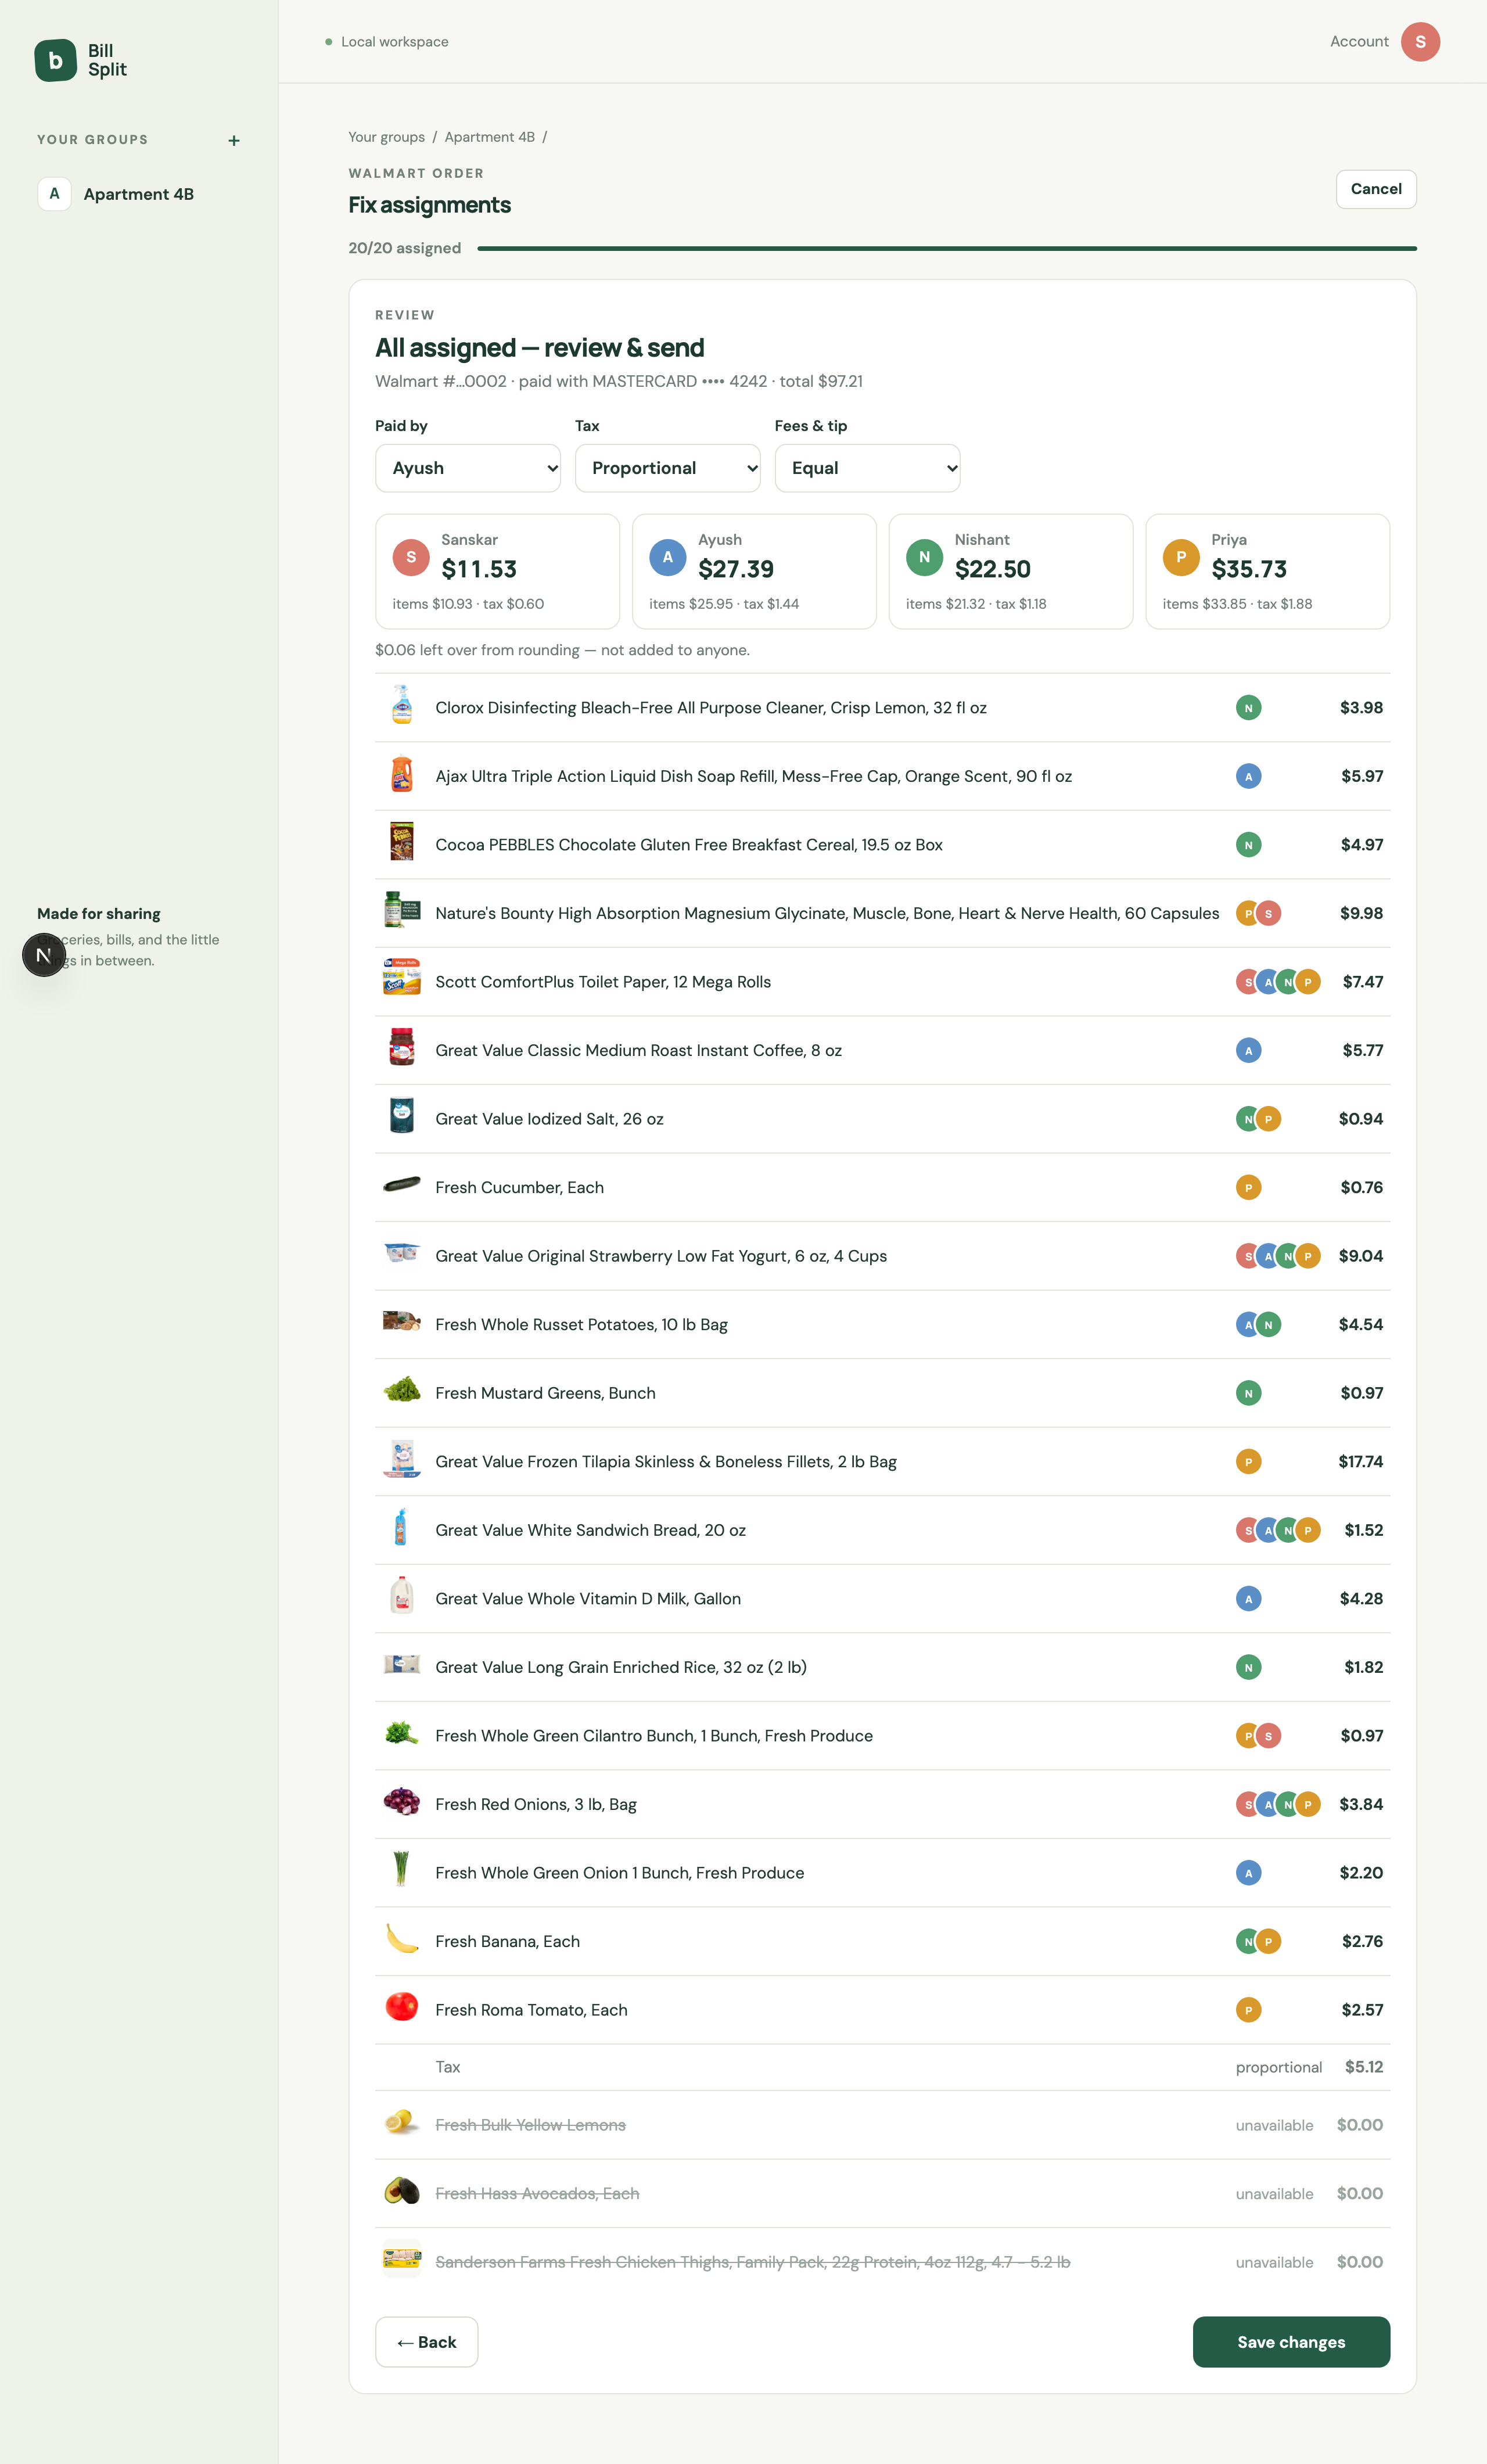 b
Bill
Split
YOUR GROUPS +
A Apartment 4B
Made for sharing
ceries, bills, and the little
gs in between.
N
Local workspace
Account S
Your groups / Apartment 4B /
WALMART ORDER
Fix assignments
Cancel
20/20 assigned
REVIEW
All assigned — review & send
Walmart #…0002 · paid with MASTERCARD •••• 4242 · total $97.21
Paid by Tax Fees & tip
Ayush Proportional Equal
S Sanskar $11.53
items $10.93 · tax $0.60
A Ayush $27.39
items $25.95 · tax $1.44
N Nishant $22.50
items $21.32 · tax $1.18
P Priya $35.73
items $33.85 · tax $1.88
$0.06 left over from rounding — not added to anyone.
Clorox Disinfecting Bleach-Free All Purpose Cleaner, Crisp Lemon, 32 fl oz N $3.98
Ajax Ultra Triple Action Liquid Dish Soap Refill, Mess-Free Cap, Orange Scent, 90 fl oz A $5.97
Cocoa PEBBLES Chocolate Gluten Free Breakfast Cereal, 19.5 oz Box N $4.97
Nature's Bounty High Absorption Magnesium Glycinate, Muscle, Bone, Heart & Nerve Health, 60 Capsules P S $9.98
Scott ComfortPlus Toilet Paper, 12 Mega Rolls S A N P $7.47
Great Value Classic Medium Roast Instant Coffee, 8 oz A $5.77
Great Value Iodized Salt, 26 oz N P $0.94
Fresh Cucumber, Each P $0.76
Great Value Original Strawberry Low Fat Yogurt, 6 oz, 4 Cups S A N P $9.04
Fresh Whole Russet Potatoes, 10 lb Bag A N $4.54
Fresh Mustard Greens, Bunch N $0.97
Great Value Frozen Tilapia Skinless & Boneless Fillets, 2 lb Bag P $17.74
Great Value White Sandwich Bread, 20 oz S A N P $1.52
Great Value Whole Vitamin D Milk, Gallon A $4.28
Great Value Long Grain Enriched Rice, 32 oz (2 lb) N $1.82
Fresh Whole Green Cilantro Bunch, 1 Bunch, Fresh Produce P S $0.97
Fresh Red Onions, 3 lb, Bag S A N P $3.84
Fresh Whole Green Onion 1 Bunch, Fresh Produce A $2.20
Fresh Banana, Each N P $2.76
Fresh Roma Tomato, Each P $2.57
Tax proportional $5.12
Fresh Bulk Yellow Lemons unavailable $0.00
Fresh Hass Avocados, Each unavailable $0.00
Sanderson Farms Fresh Chicken Thighs, Family Pack, 22g Protein, 4oz 112g, 4.7 - 5.2 lb unavailable $0.00
← Back
Save changes